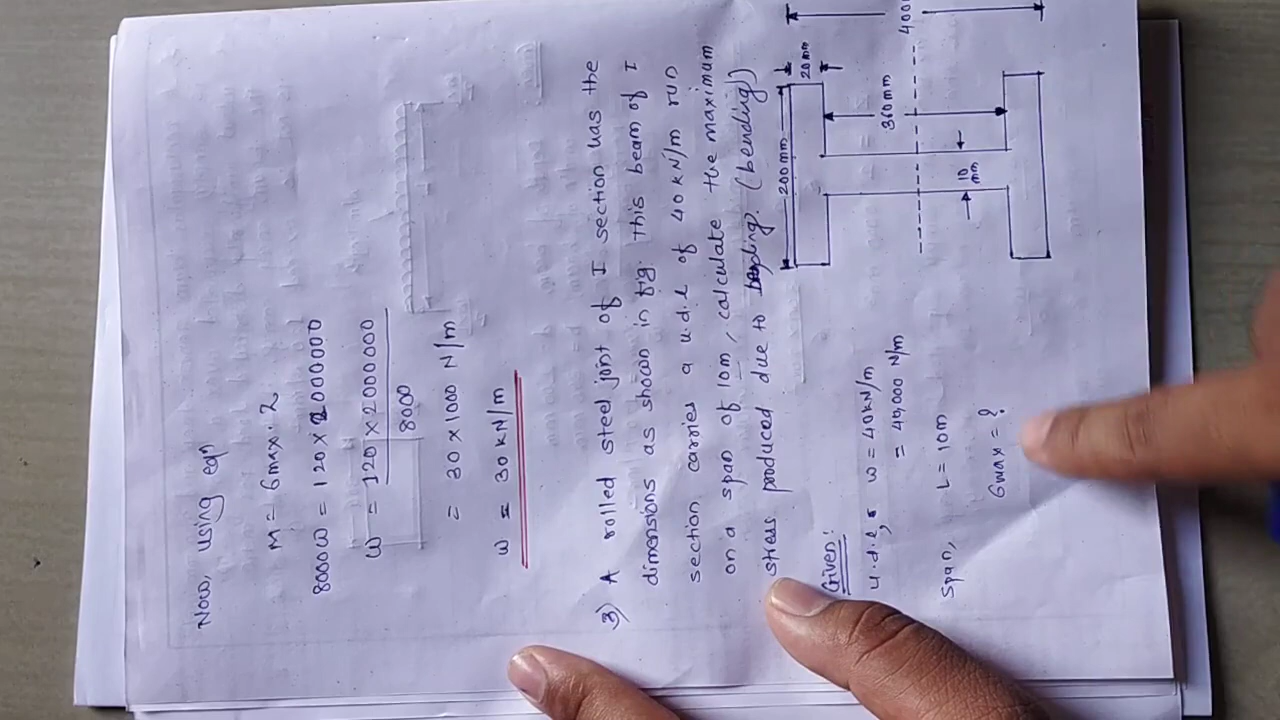 Now, using eqn
M = σmax. Z
8000W = 120 x 2000000
W = 120 x 2000000
8000
= 30 x 1000 N/m
W = 30 kN/m
3) A rolled steel joint of I section has the
dimensions as shown in fig. This beam of I
section carries a u.d.l of 40 kN/m run
on a span of 10m, calculate the maximum
stress produced due to bending. (bending)
Given:
u.d.l, w = 40 kN/m
= 40,000 N/m
Span, L = 10m
σmax = ?
200 mm
20 mm
360 mm
10 mm